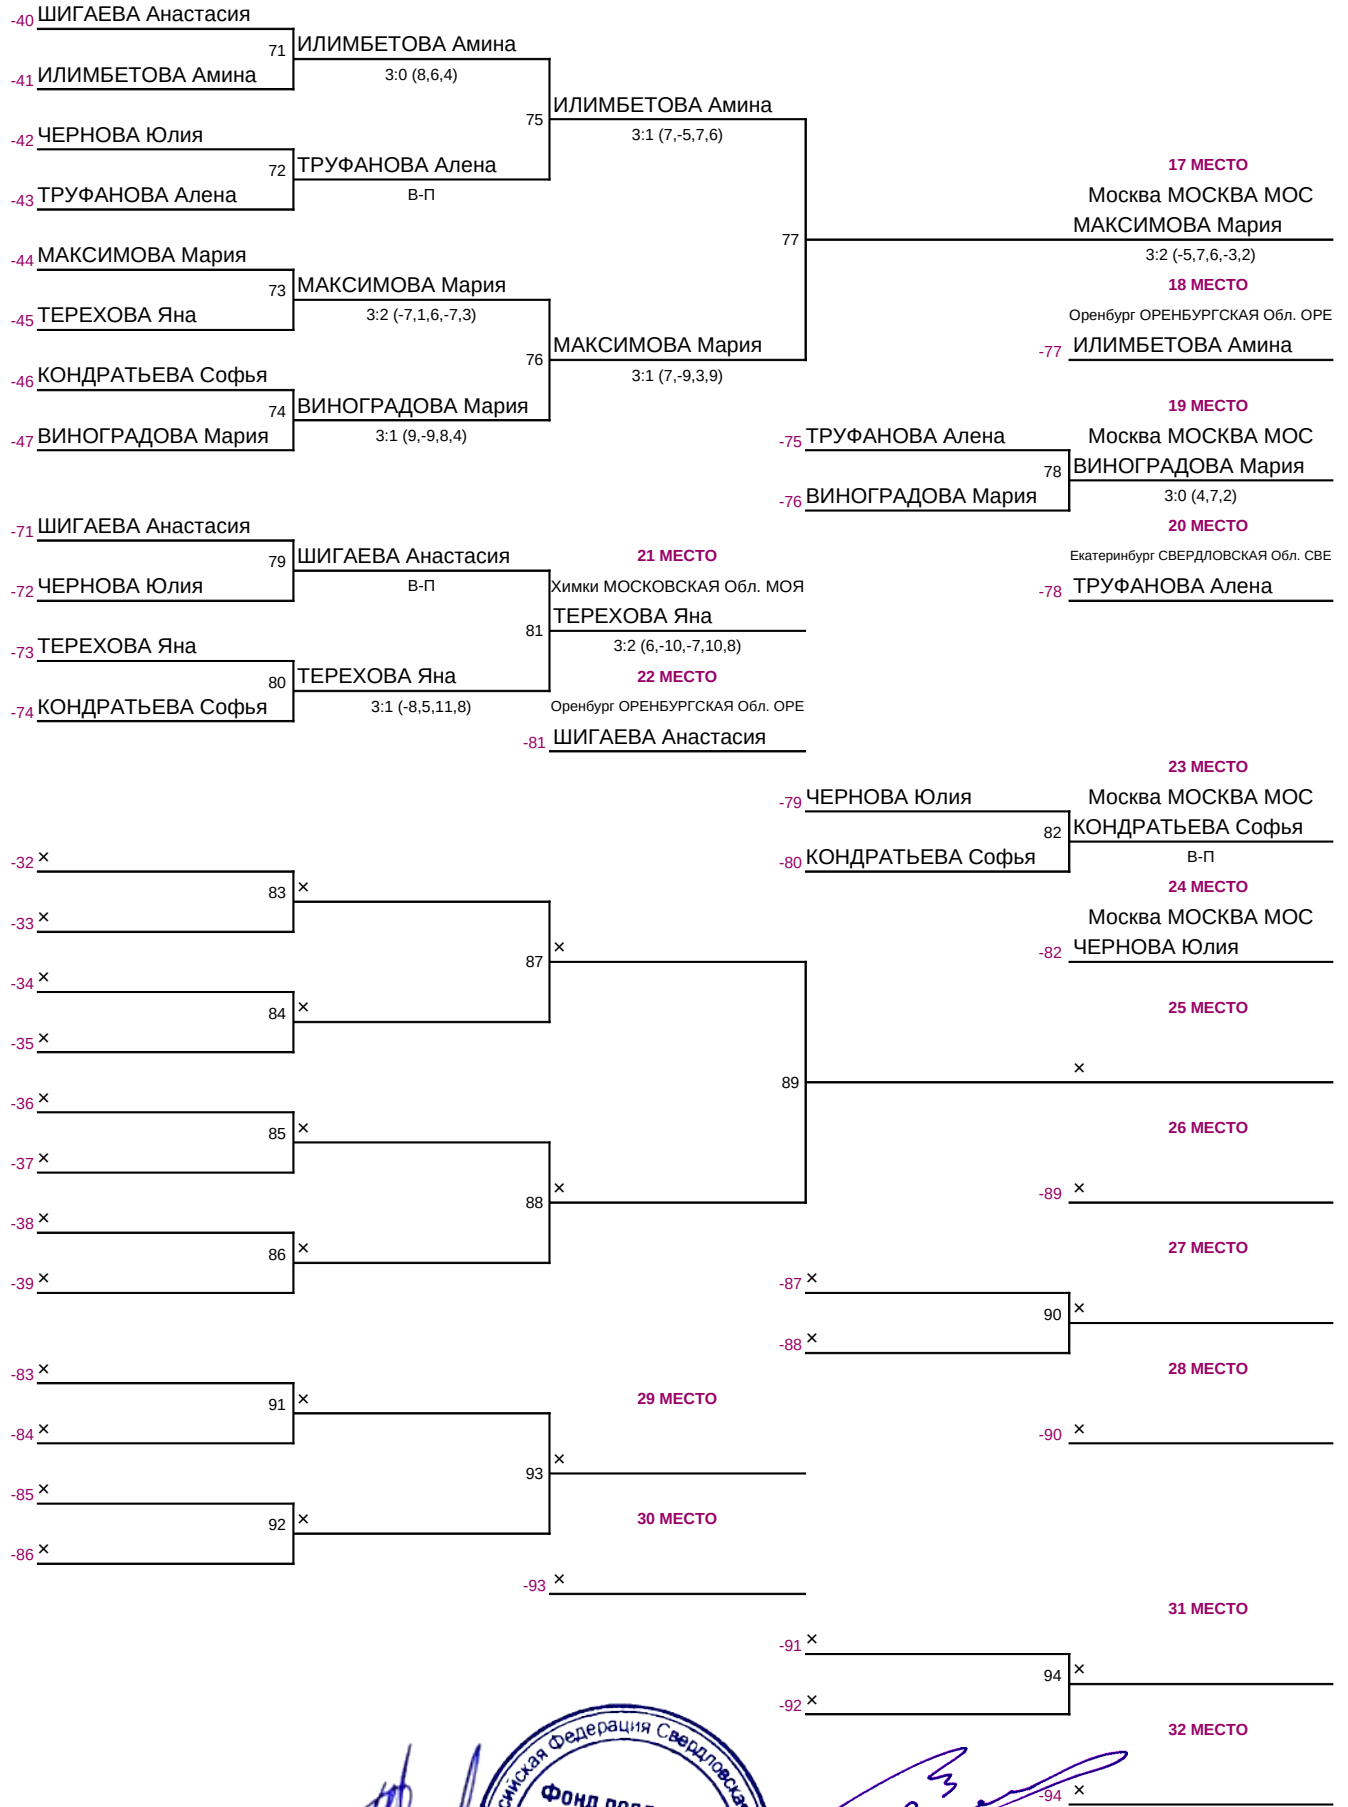 -40 ШИГАЕВА Анастасия
71 ИЛИМБЕТОВА Амина
-41 ИЛИМБЕТОВА Амина
3:0 (8,6,4)
75 ИЛИМБЕТОВА Амина
3:1 (7,-5,7,6)
-42 ЧЕРНОВА Юлия
72 ТРУФАНОВА Алена
-43 ТРУФАНОВА Алена
В-П
17 МЕСТО
Москва МОСКВА МОС
77 МАКСИМОВА Мария
3:2 (-5,7,6,-3,2)
-44 МАКСИМОВА Мария
73 МАКСИМОВА Мария
-45 ТЕРЕХОВА Яна
3:2 (-7,1,6,-7,3)
18 МЕСТО
Оренбург ОРЕНБУРГСКАЯ Обл. ОРЕ
-77 ИЛИМБЕТОВА Амина
76 МАКСИМОВА Мария
3:1 (7,-9,3,9)
-46 КОНДРАТЬЕВА Софья
74 ВИНОГРАДОВА Мария
-47 ВИНОГРАДОВА Мария
3:1 (9,-9,8,4)
19 МЕСТО
-75 ТРУФАНОВА Алена
Москва МОСКВА МОС
78 ВИНОГРАДОВА Мария
-76 ВИНОГРАДОВА Мария
3:0 (4,7,2)
20 МЕСТО
Екатеринбург СВЕРДЛОВСКАЯ Обл. СВЕ
-78 ТРУФАНОВА Алена
-71 ШИГАЕВА Анастасия
79 ШИГАЕВА Анастасия
-72 ЧЕРНОВА Юлия
В-П
21 МЕСТО
Химки МОСКОВСКАЯ Обл. МОЯ
81 ТЕРЕХОВА Яна
3:2 (6,-10,-7,10,8)
-73 ТЕРЕХОВА Яна
80 ТЕРЕХОВА Яна
-74 КОНДРАТЬЕВА Софья
3:1 (-8,5,11,8)
22 МЕСТО
Оренбург ОРЕНБУРГСКАЯ Обл. ОРЕ
-81 ШИГАЕВА Анастасия
23 МЕСТО
-79 ЧЕРНОВА Юлия
Москва МОСКВА МОС
82 КОНДРАТЬЕВА Софья
-80 КОНДРАТЬЕВА Софья
В-П
24 МЕСТО
Москва МОСКВА МОС
-82 ЧЕРНОВА Юлия
-32 ×
83 ×
-33 ×
87 ×
-34 ×
84 ×
-35 ×
25 МЕСТО
89 ×
-36 ×
85 ×
-37 ×
26 МЕСТО
-89 ×
88 ×
-38 ×
86 ×
-39 ×
27 МЕСТО
-87 ×
90 ×
-88 ×
28 МЕСТО
-90 ×
-83 ×
91 ×
-84 ×
29 МЕСТО
93 ×
-85 ×
92 ×
-86 ×
30 МЕСТО
-93 ×
31 МЕСТО
-91 ×
94 ×
-92 ×
32 МЕСТО
-94 ×
Федерация
Фонд